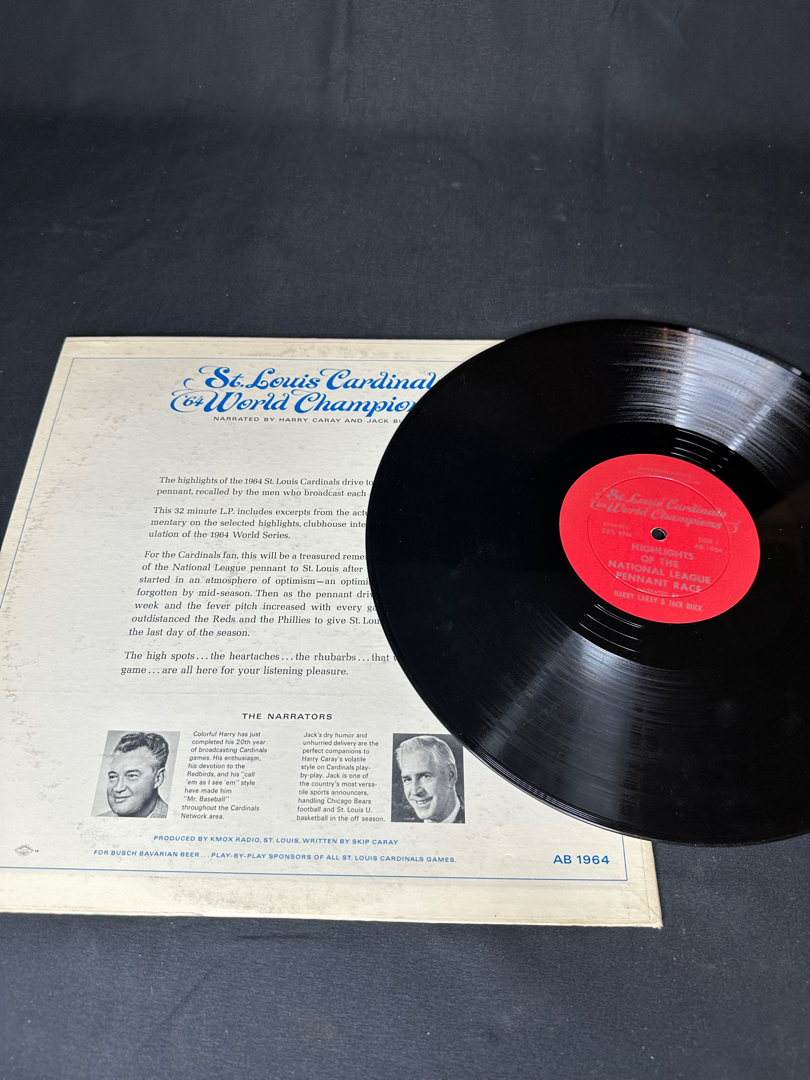 St. Louis Cardinal
'64 World Champion
NARRATED BY HARRY CARAY AND JACK BU
The highlights of the 1964 St. Louis Cardinals drive to
pennant, recalled by the men who broadcast each
This 32 minute L.P. includes excerpts from the actu
mentary on the selected highlights, clubhouse inte
ulation of the 1964 World Series.
For the Cardinals fan, this will be a treasured reme
of the National League pennant to St. Louis after
started in an atmosphere of optimism—an optimi
forgotten by mid-season. Then as the pennant driv
week and the fever pitch increased with every ga
outdistanced the Reds and the Phillies to give St. Lou
the last day of the season.
The high spots...the heartaches...the rhubarbs...that
game...are all here for your listening pleasure.
THE NARRATORS
Colorful Harry has just
completed his 20th year
of broadcasting Cardinals
games. His enthusiasm,
his devotion to the
Redbirds, and his "call
'em as I see 'em" style
have made him
"Mr. Baseball"
throughout the Cardinals
Network area.
Jack's dry humor and
unhurried delivery are the
perfect companions to
Harry Caray's volatile
style on Cardinals play-
by-play. Jack is one of
the country's most versa-
tile sports announcers,
handling Chicago Bears
football and St. Louis U.
basketball in the off season.
PRODUCED BY KMOX RADIO, ST. LOUIS, WRITTEN BY SKIP CARAY
FOR BUSCH BAVARIAN BEER...PLAY-BY-PLAY SPONSORS OF ALL ST. LOUIS CARDINALS GAMES.
AB 1964
St. Louis Cardinals
'64 World Champions
33⅓ RPM
SIDE 1
AB 1964
HIGHLIGHTS
OF THE
NATIONAL LEAGUE
PENNANT RACE
NARRATED BY
HARRY CARAY & JACK BUCK